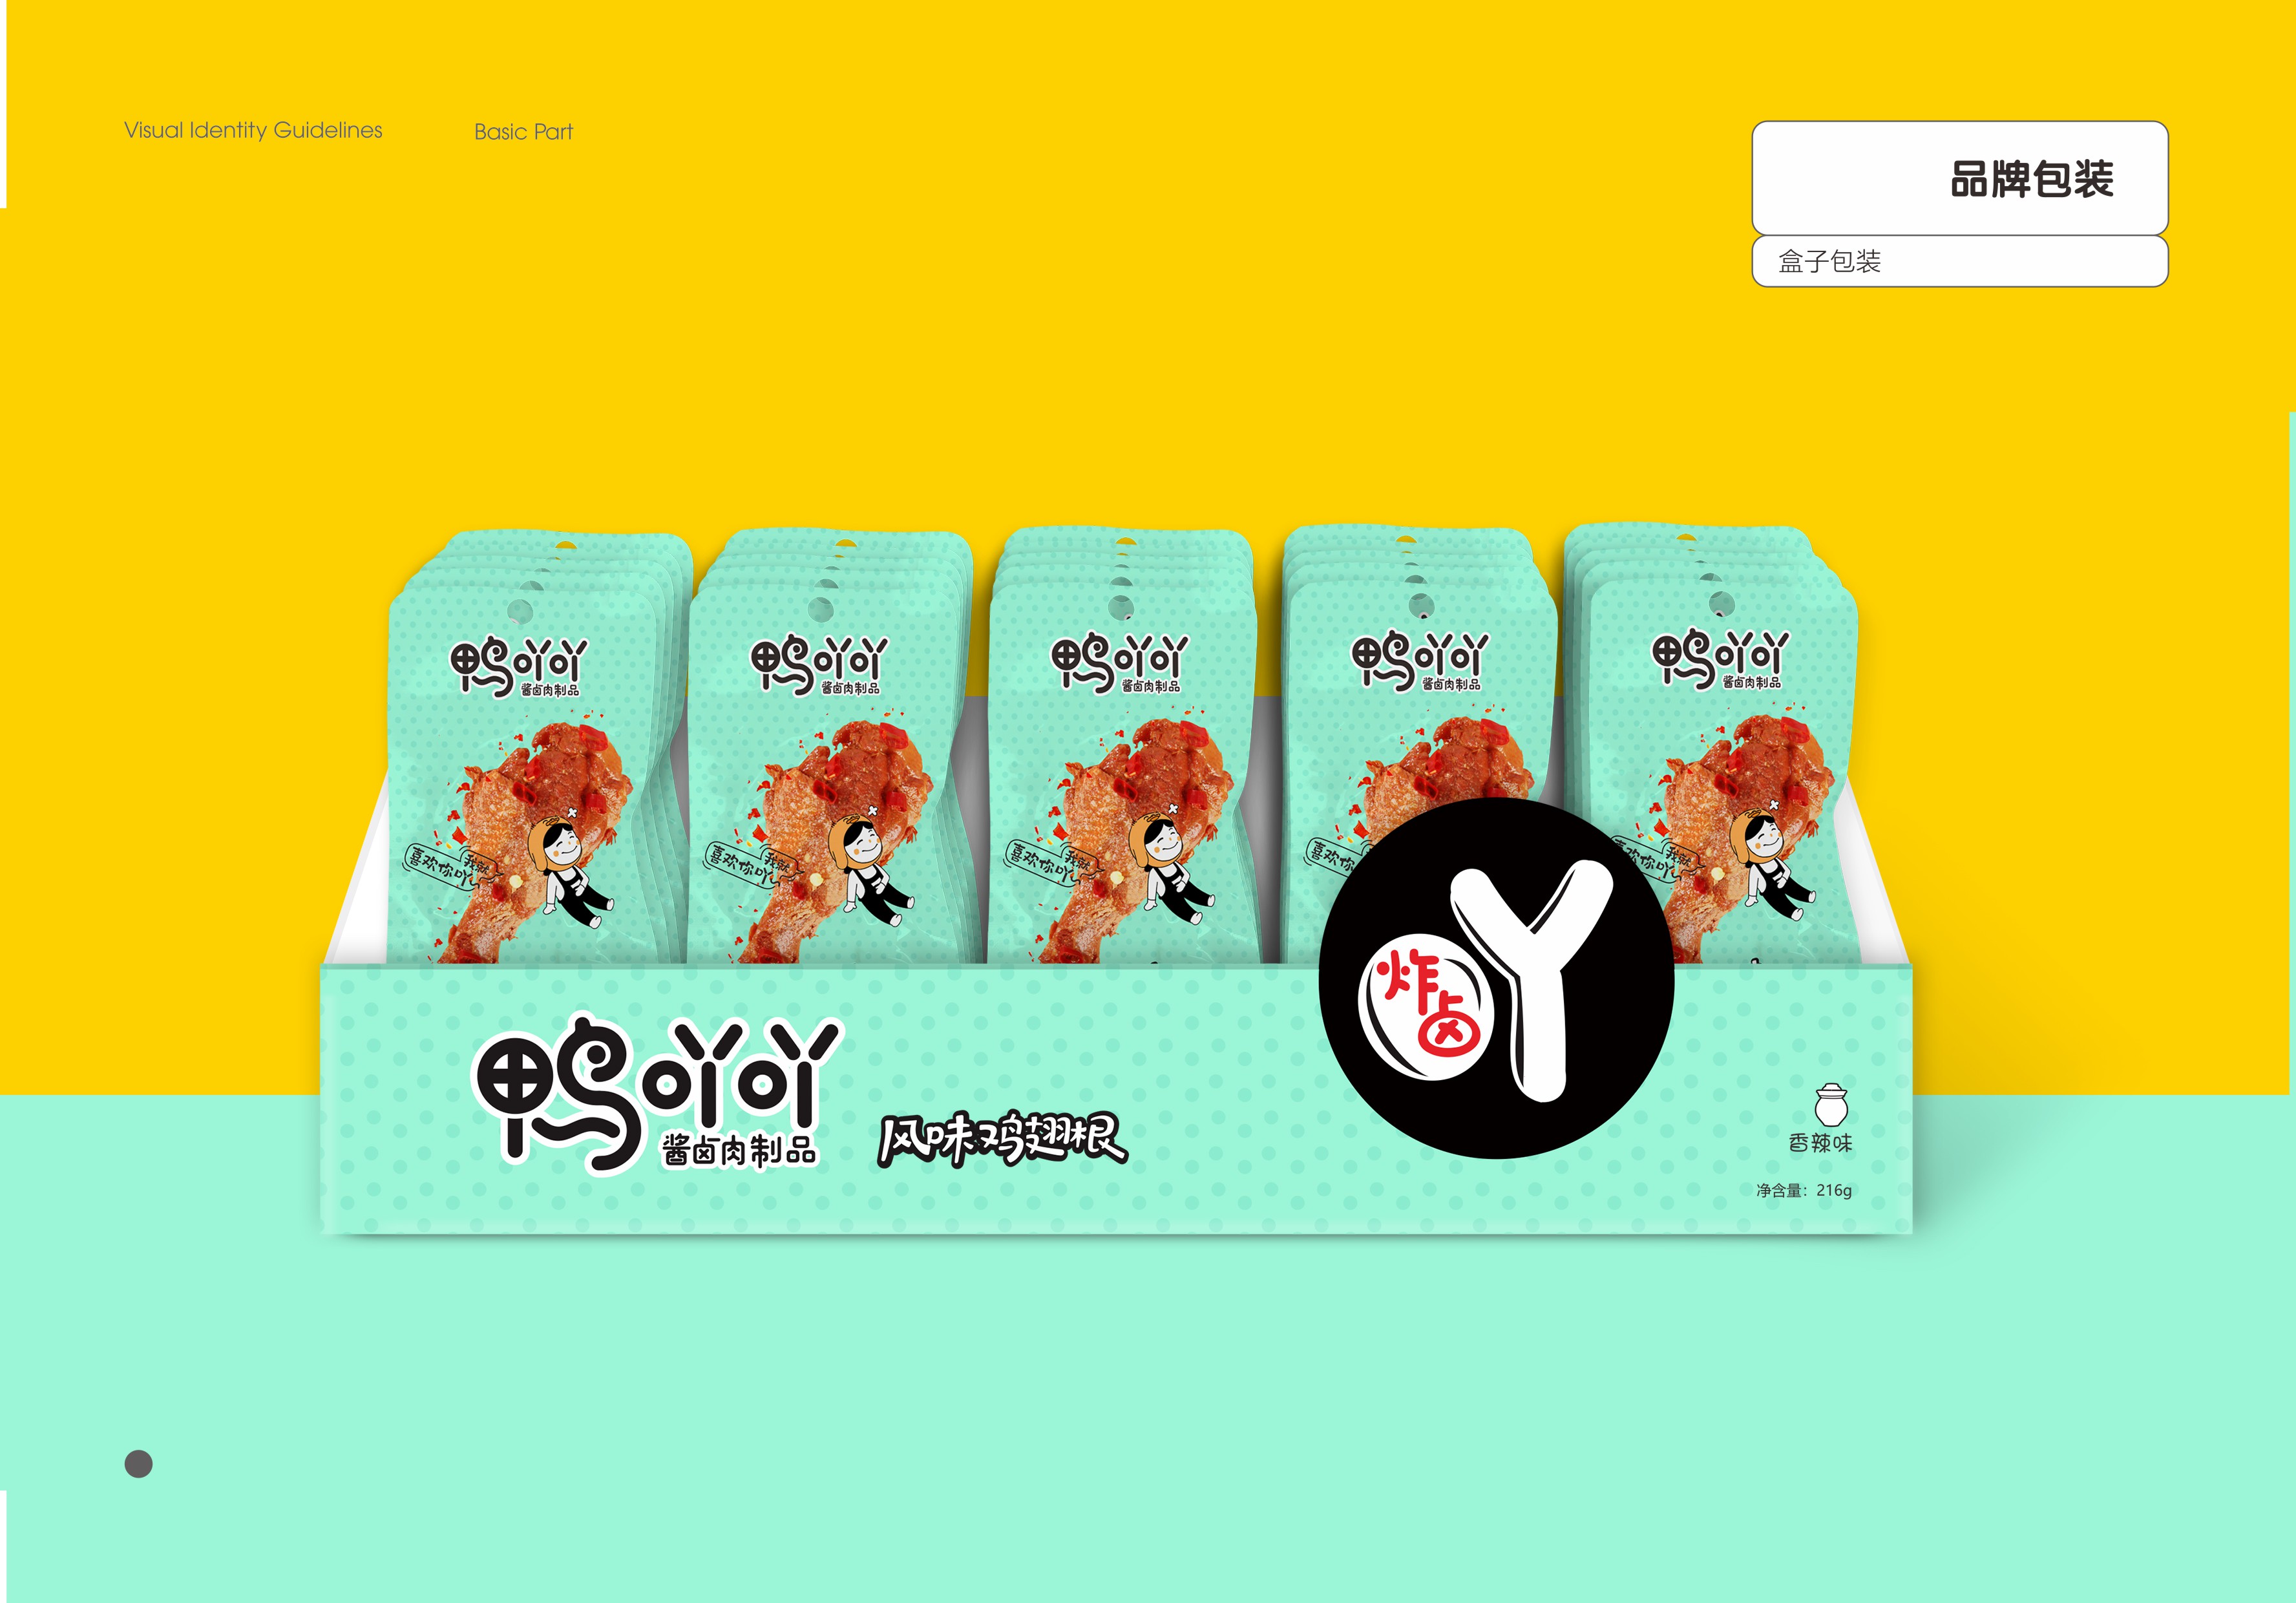 Visual Identity Guidelines
Basic Part
品牌包装
盒子包装
鸭吖吖
酱卤肉制品
我就
喜欢你吖
鸭吖吖
酱卤肉制品
我就
喜欢你吖
鸭吖吖
酱卤肉制品
我就
喜欢你吖
鸭吖吖
酱卤肉制品
喜欢你
鸭吖吖
酱卤肉制品
我就
喜欢你吖
鸭吖吖
酱卤肉制品
风味鸡翅根
炸卤
吖
香辣味
净含量：216g